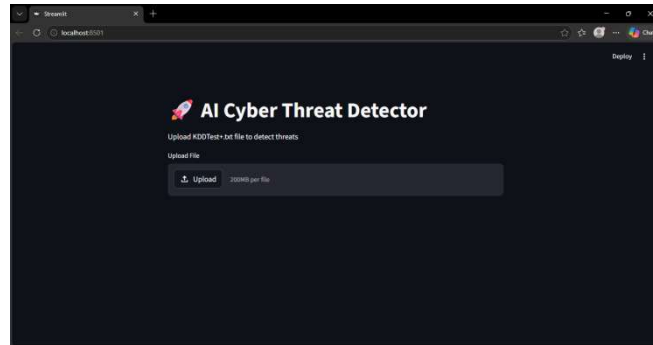 Streamlit
localhost:8501
Deploy
🚀 AI Cyber Threat Detector
Upload KDDTest+.txt file to detect threats
Upload File
Upload
200MB per file